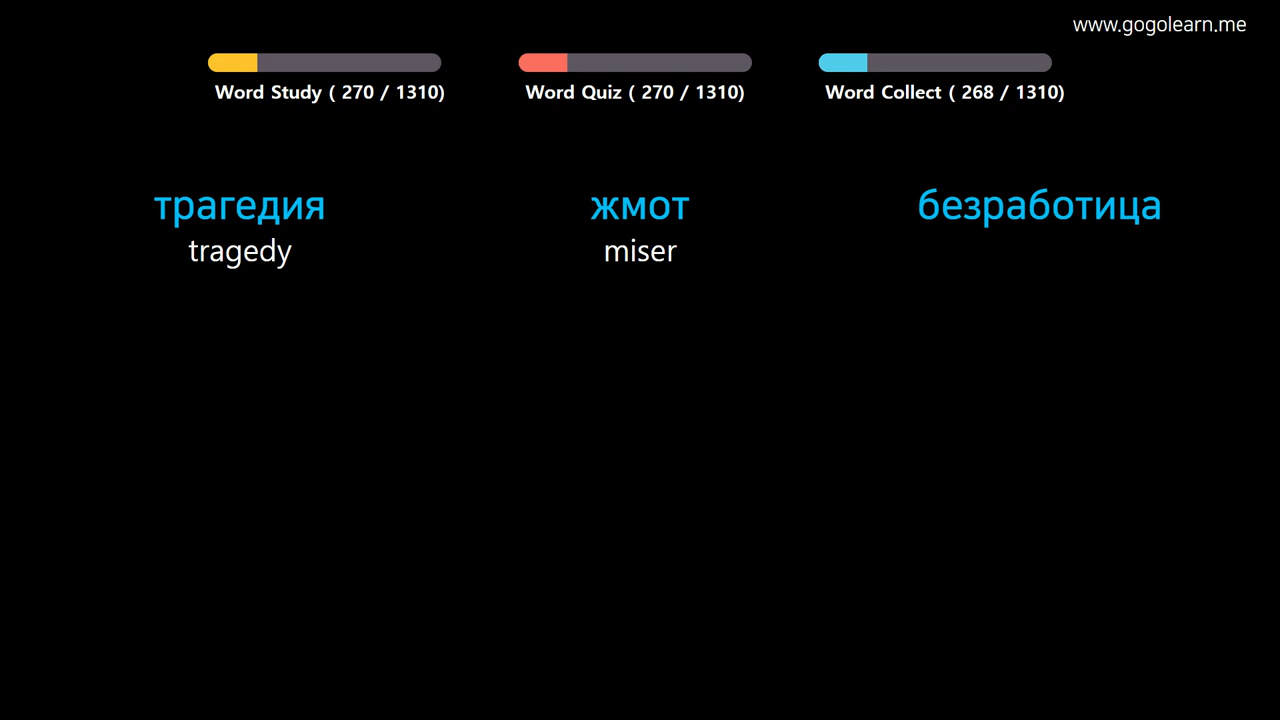 www.gogolearn.me
Word Study ( 270 / 1310)
Word Quiz ( 270 / 1310)
Word Collect ( 268 / 1310)
трагедия
tragedy
жмот
miser
безработица